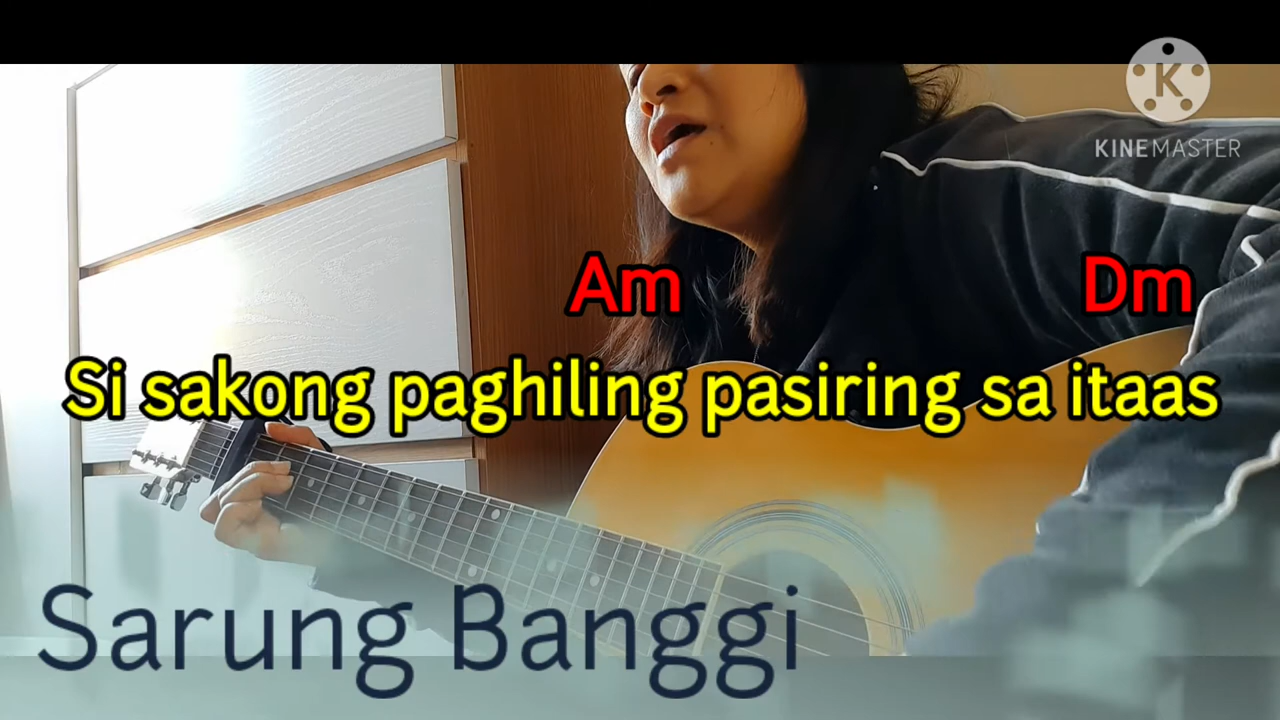 K
KINEMASTER
Am Dm
Si sakong paghiling pasiring sa itaas
Sarung Banggi